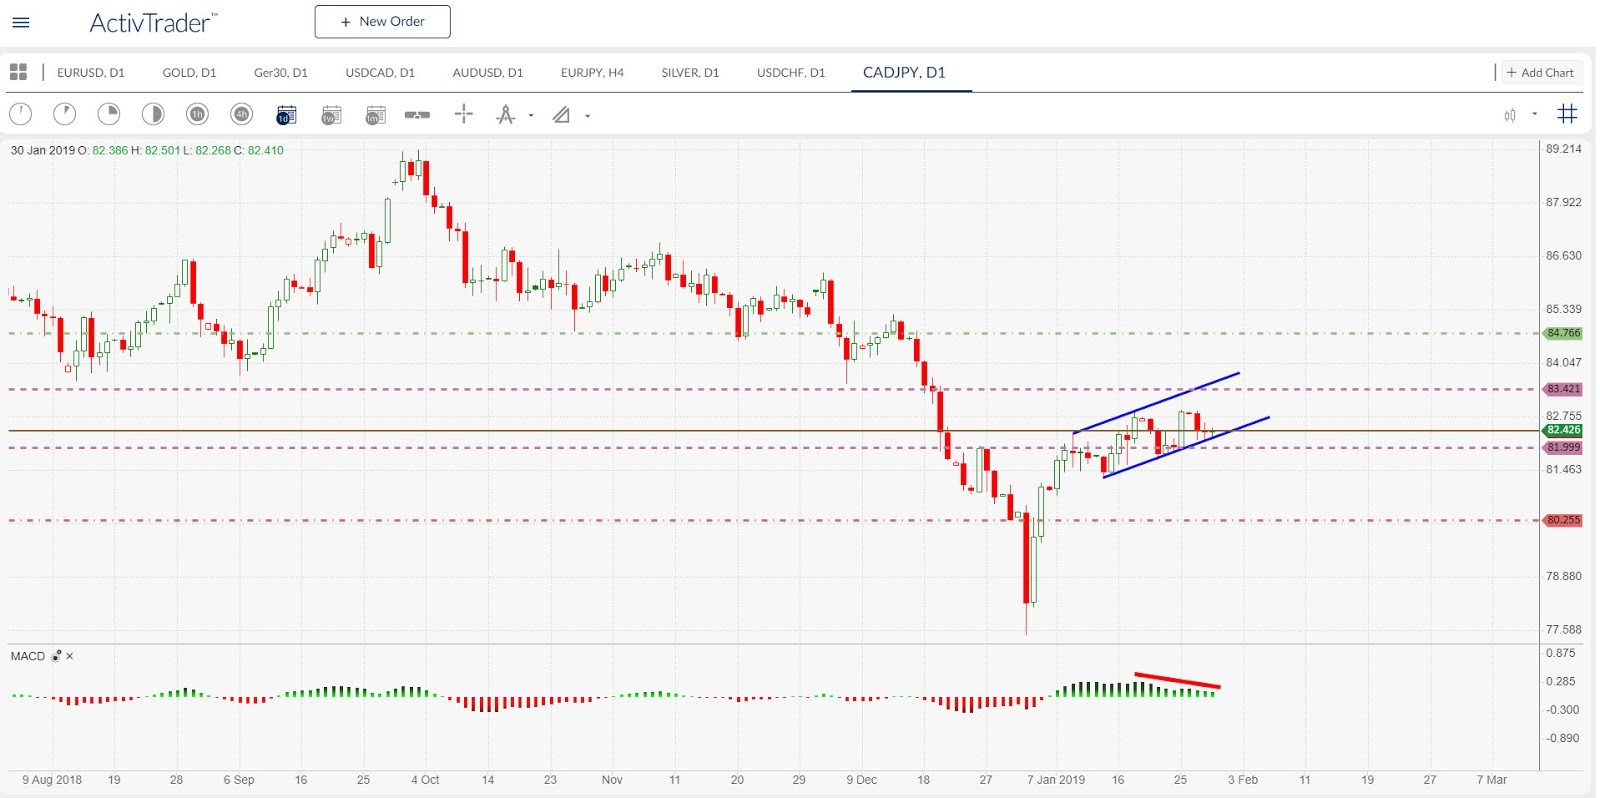 ActivTrader™
+ New Order
EURUSD, D1
GOLD, D1
Ger30, D1
USDCAD, D1
AUDUSD, D1
EURJPY, H4
SILVER, D1
USDCHF, D1
CADJPY, D1
+ Add Chart
1h
4h
1d
1w
1m
30 Jan 2019 O: 82.386 H: 82.501 L: 82.268 C: 82.410
89.214
87.922
86.630
85.339
84.766
84.047
83.421
82.755
82.426
81.999
81.463
80.255
78.880
77.588
MACD
0.875
0.285
-0.300
-0.890
9 Aug 2018 19 28 6 Sep 16 25 4 Oct 14 23 Nov 11 20 29 9 Dec 18 27 7 Jan 2019 16 25 3 Feb 11 19 27 7 Mar